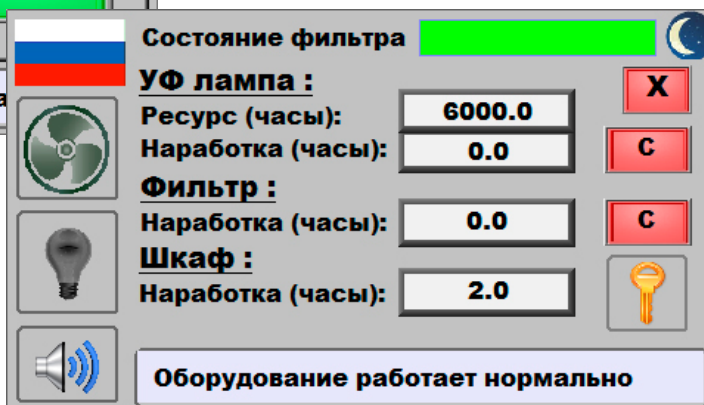 Состояние фильтра
УФ лампа :
X
Ресурс (часы): 6000.0
Наработка (часы): 0.0 C
Фильтр :
Наработка (часы): 0.0 C
Шкаф :
Наработка (часы): 2.0
Оборудование работает нормально